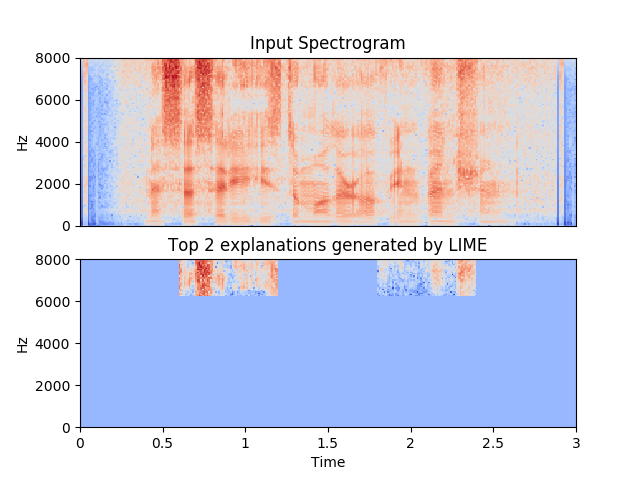 Input Spectrogram
8000
6000
4000
2000
0
Hz
Top 2 explanations generated by LIME
8000
6000
4000
2000
0
Hz
0 0.5 1 1.5 2 2.5 3
Time